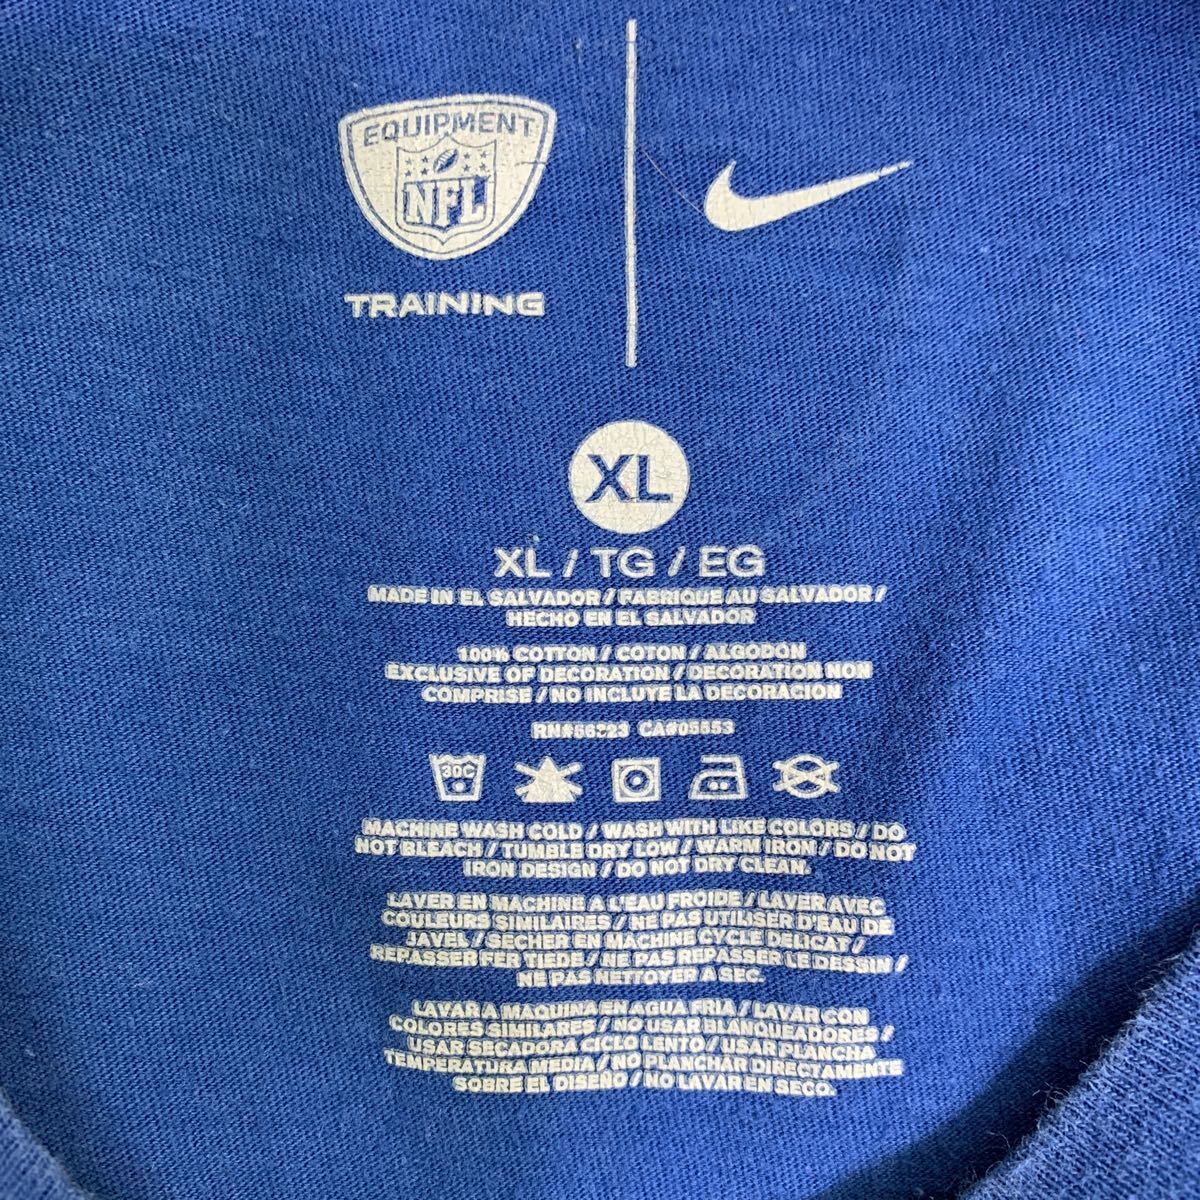 EQUIPMENT
NFL
TRAINING
XL
XL / TG / EG
MADE IN EL SALVADOR / FABRIQUE AU SALVADOR /
HECHO EN EL SALVADOR
100% COTTON / COTON / ALGODÓN
EXCLUSIVE OF DECORATION / DECORATION NON
COMPRISE / NO INCLUYE LA DECORACION
RN#56323 CA#05553
30C
MACHINE WASH COLD / WASH WITH LIKE COLORS / DO
NOT BLEACH / TUMBLE DRY LOW / WARM IRON / DO NOT
IRON DESIGN / DO NOT DRY CLEAN.
LAVER EN MACHINE A L'EAU FROIDE / LAVER AVEC
COULEURS SIMILAIRES / NE PAS UTILISER D'EAU DE
JAVEL / SECHER EN MACHINE CYCLE DELICAT /
REPASSER FER TIEDE / NE PAS REPASSER LE DESSIN /
NE PAS NETTOYER A SEC.
LAVAR A MAQUINA EN AGUA FRIA / LAVAR CON
COLORES SIMILARES / NO USAR BLANQUEADORES /
USAR SECADORA CICLO LENTO / USAR PLANCHA
TEMPERATURA MEDIA / NO PLANCHAR DIRECTAMENTE
SOBRE EL DISEÑO / NO LAVAR EN SECO.